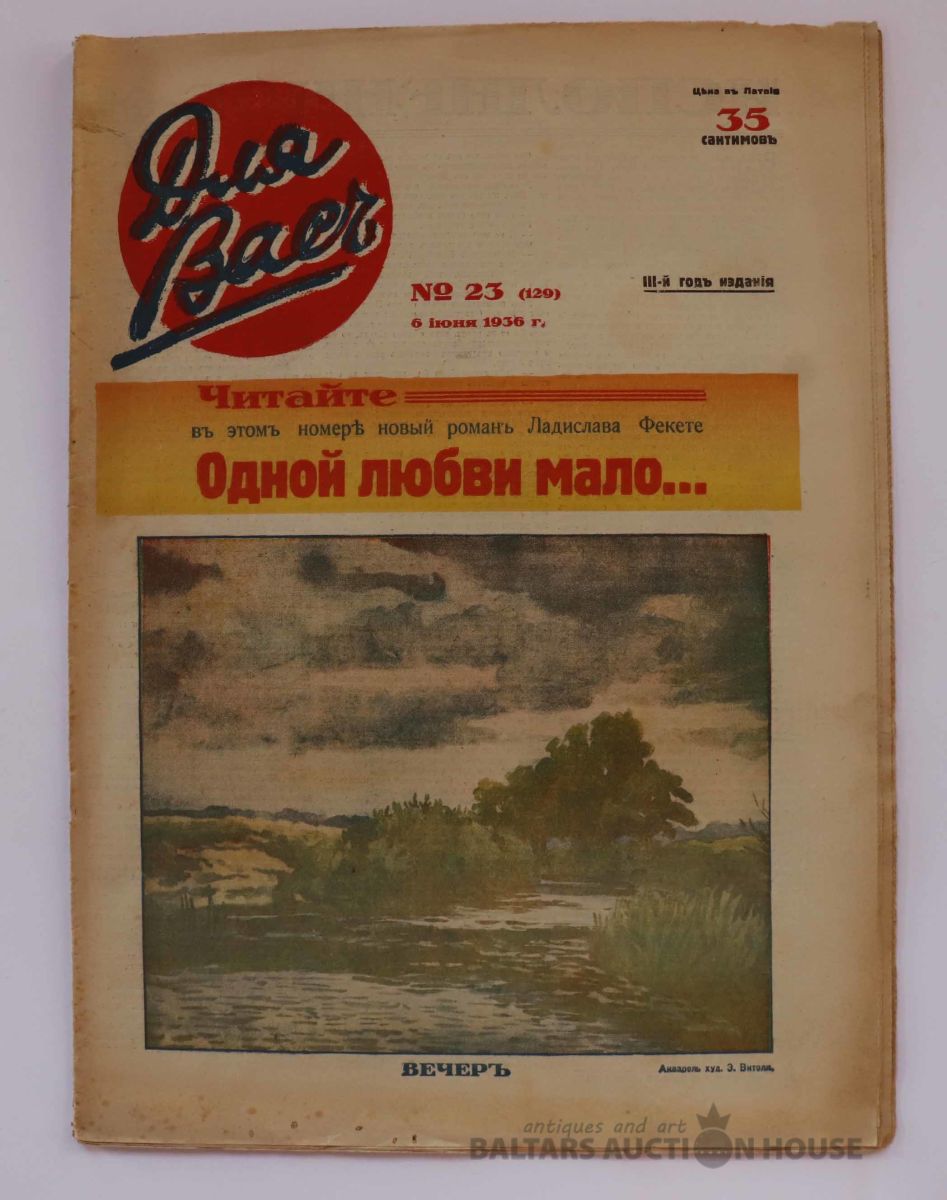 Цѣна въ Латвіи
35
сантимовъ
Для
Васъ
№ 23 (129)
6 іюня 1936 г.
III-й годъ изданія
Читайте
въ этомъ номерѣ новый романъ Ладислава Фекете
Одной любви мало...
ВЕЧЕРЪ
Акварель худ. Э. Витолн.
antiques and art
BALTARS AUCTION HOUSE